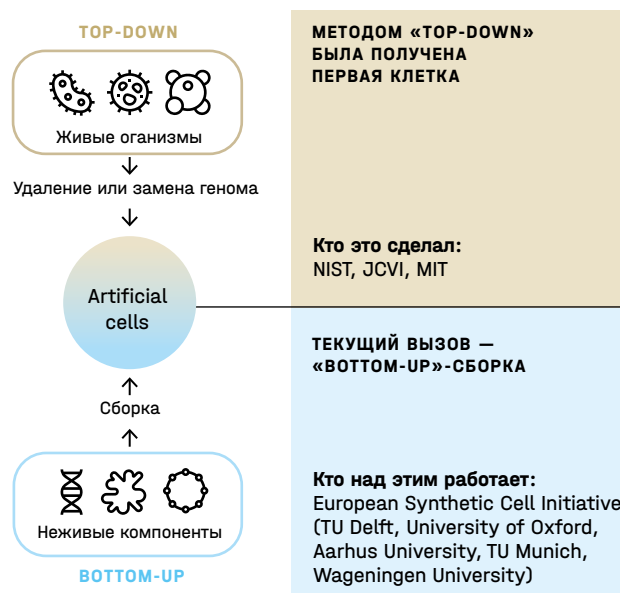 TOP-DOWN
Живые оганизмы
Удаление или замена генома
Artificial
cells
Сборка
Неживые компоненты
BOTTOM-UP
МЕТОДОМ «TOP-DOWN»
БЫЛА ПОЛУЧЕНА
ПЕРВАЯ КЛЕТКА
Кто это сделал:
NIST, JCVI, MIT
ТЕКУЩИЙ ВЫЗОВ —
«BOTTOM-UP»-СБОРКА
Кто над этим работает:
European Synthetic Cell Initiative
(TU Delft, University of Oxford,
Aarhus University, TU Munich,
Wageningen University)